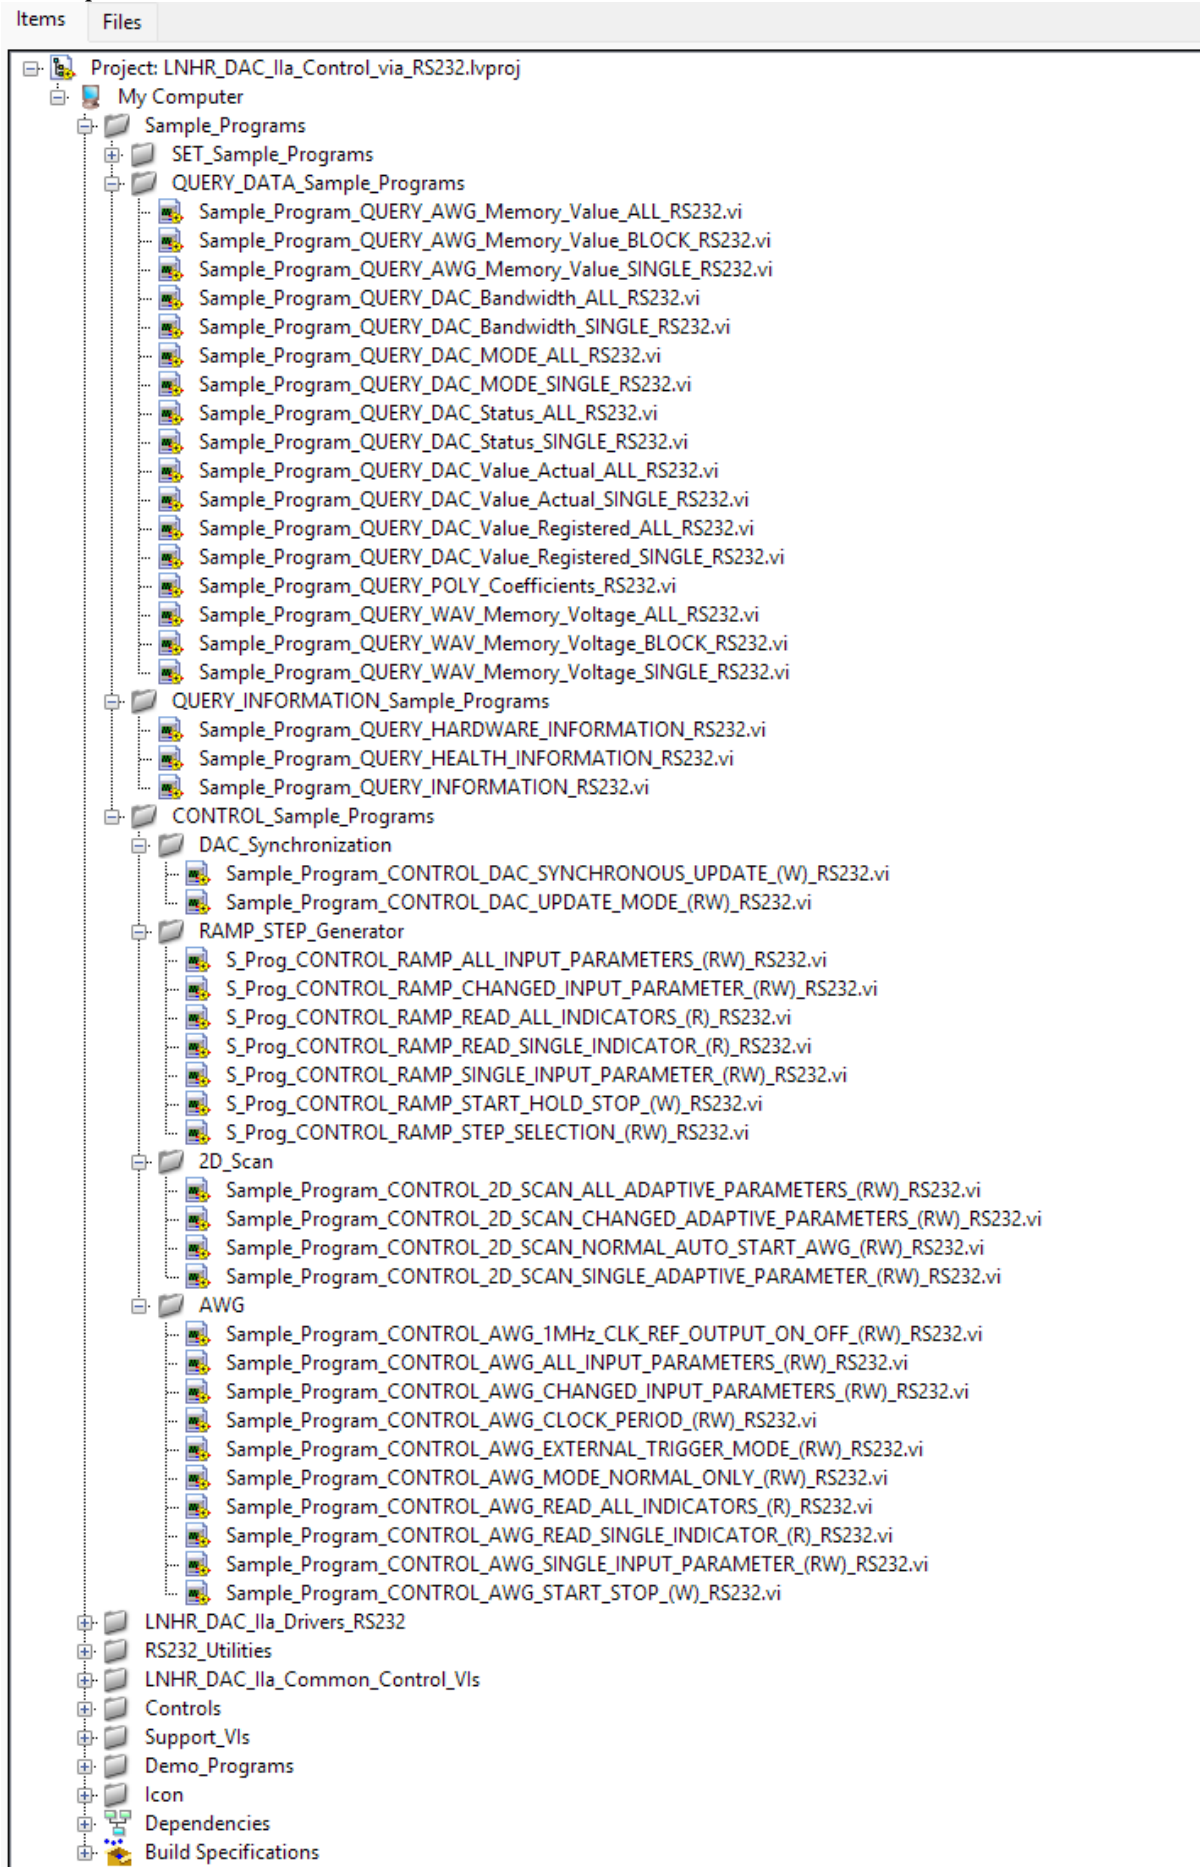 Items
Files
Project: LNHR_DAC_IIa_Control_via_RS232.lvproj
My Computer
Sample_Programs
SET_Sample_Programs
QUERY_DATA_Sample_Programs
Sample_Program_QUERY_AWG_Memory_Value_ALL_RS232.vi
Sample_Program_QUERY_AWG_Memory_Value_BLOCK_RS232.vi
Sample_Program_QUERY_AWG_Memory_Value_SINGLE_RS232.vi
Sample_Program_QUERY_DAC_Bandwidth_ALL_RS232.vi
Sample_Program_QUERY_DAC_Bandwidth_SINGLE_RS232.vi
Sample_Program_QUERY_DAC_MODE_ALL_RS232.vi
Sample_Program_QUERY_DAC_MODE_SINGLE_RS232.vi
Sample_Program_QUERY_DAC_Status_ALL_RS232.vi
Sample_Program_QUERY_DAC_Status_SINGLE_RS232.vi
Sample_Program_QUERY_DAC_Value_Actual_ALL_RS232.vi
Sample_Program_QUERY_DAC_Value_Actual_SINGLE_RS232.vi
Sample_Program_QUERY_DAC_Value_Registered_ALL_RS232.vi
Sample_Program_QUERY_DAC_Value_Registered_SINGLE_RS232.vi
Sample_Program_QUERY_POLY_Coefficients_RS232.vi
Sample_Program_QUERY_WAV_Memory_Voltage_ALL_RS232.vi
Sample_Program_QUERY_WAV_Memory_Voltage_BLOCK_RS232.vi
Sample_Program_QUERY_WAV_Memory_Voltage_SINGLE_RS232.vi
QUERY_INFORMATION_Sample_Programs
Sample_Program_QUERY_HARDWARE_INFORMATION_RS232.vi
Sample_Program_QUERY_HEALTH_INFORMATION_RS232.vi
Sample_Program_QUERY_INFORMATION_RS232.vi
CONTROL_Sample_Programs
DAC_Synchronization
Sample_Program_CONTROL_DAC_SYNCHRONOUS_UPDATE_(W)_RS232.vi
Sample_Program_CONTROL_DAC_UPDATE_MODE_(RW)_RS232.vi
RAMP_STEP_Generator
S_Prog_CONTROL_RAMP_ALL_INPUT_PARAMETERS_(RW)_RS232.vi
S_Prog_CONTROL_RAMP_CHANGED_INPUT_PARAMETER_(RW)_RS232.vi
S_Prog_CONTROL_RAMP_READ_ALL_INDICATORS_(R)_RS232.vi
S_Prog_CONTROL_RAMP_READ_SINGLE_INDICATOR_(R)_RS232.vi
S_Prog_CONTROL_RAMP_SINGLE_INPUT_PARAMETER_(RW)_RS232.vi
S_Prog_CONTROL_RAMP_START_HOLD_STOP_(W)_RS232.vi
S_Prog_CONTROL_RAMP_STEP_SELECTION_(RW)_RS232.vi
2D_Scan
Sample_Program_CONTROL_2D_SCAN_ALL_ADAPTIVE_PARAMETERS_(RW)_RS232.vi
Sample_Program_CONTROL_2D_SCAN_CHANGED_ADAPTIVE_PARAMETERS_(RW)_RS232.vi
Sample_Program_CONTROL_2D_SCAN_NORMAL_AUTO_START_AWG_(RW)_RS232.vi
Sample_Program_CONTROL_2D_SCAN_SINGLE_ADAPTIVE_PARAMETER_(RW)_RS232.vi
AWG
Sample_Program_CONTROL_AWG_1MHz_CLK_REF_OUTPUT_ON_OFF_(RW)_RS232.vi
Sample_Program_CONTROL_AWG_ALL_INPUT_PARAMETERS_(RW)_RS232.vi
Sample_Program_CONTROL_AWG_CHANGED_INPUT_PARAMETERS_(RW)_RS232.vi
Sample_Program_CONTROL_AWG_CLOCK_PERIOD_(RW)_RS232.vi
Sample_Program_CONTROL_AWG_EXTERNAL_TRIGGER_MODE_(RW)_RS232.vi
Sample_Program_CONTROL_AWG_MODE_NORMAL_ONLY_(RW)_RS232.vi
Sample_Program_CONTROL_AWG_READ_ALL_INDICATORS_(R)_RS232.vi
Sample_Program_CONTROL_AWG_READ_SINGLE_INDICATOR_(R)_RS232.vi
Sample_Program_CONTROL_AWG_SINGLE_INPUT_PARAMETER_(RW)_RS232.vi
Sample_Program_CONTROL_AWG_START_STOP_(W)_RS232.vi
LNHR_DAC_IIa_Drivers_RS232
RS232_Utilities
LNHR_DAC_IIa_Common_Control_VIs
Controls
Support_VIs
Demo_Programs
Icon
Dependencies
Build Specifications